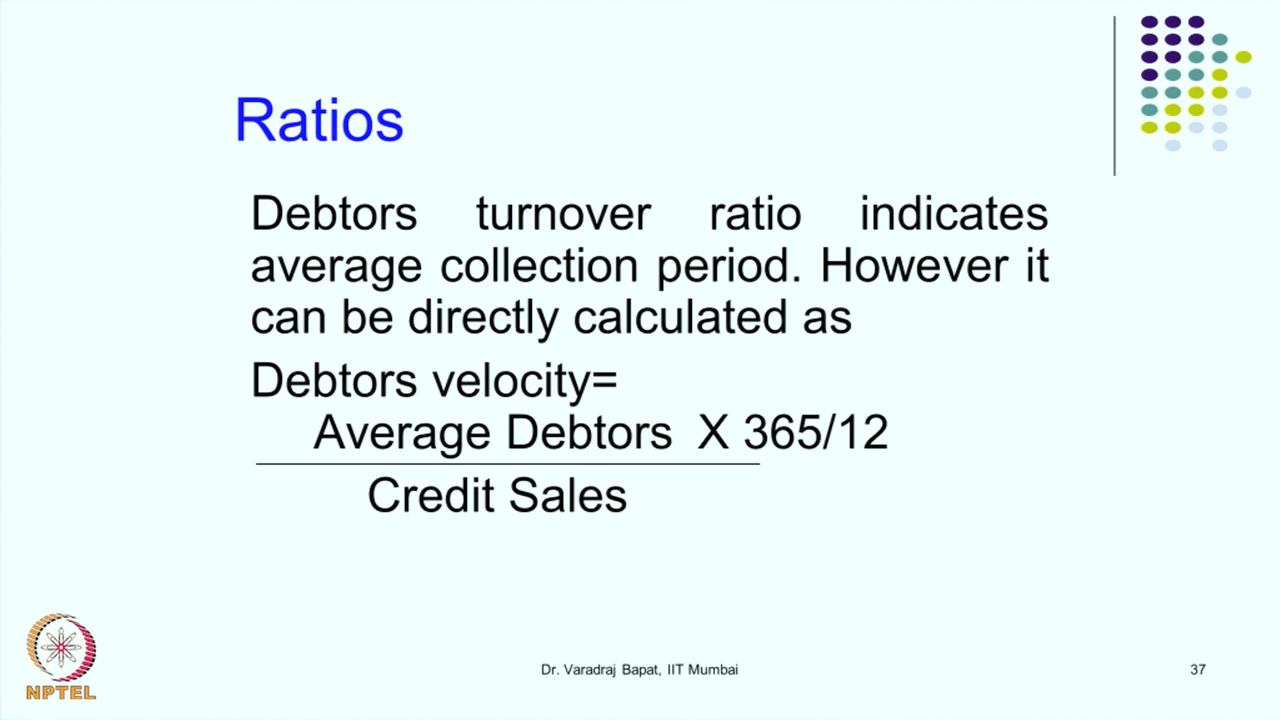 Ratios
Debtors turnover ratio indicates
average collection period. However it
can be directly calculated as
Debtors velocity=
Average Debtors X 365/12
Credit Sales
NPTEL
Dr. Varadraj Bapat, IIT Mumbai
37